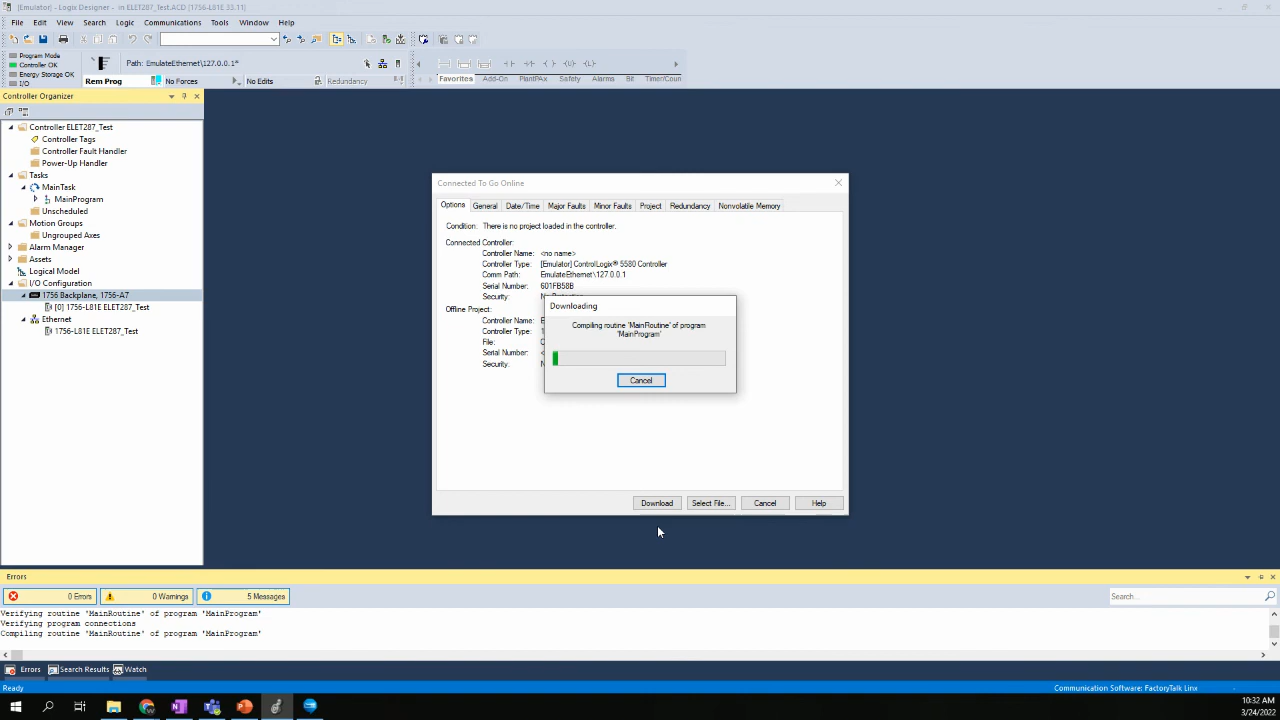 [Emulator] - Logix Designer - in ELET287_Test.ACD [1756-L81E 33.11]
File Edit View Search Logic Communications Tools Window Help
Program Mode
Controller OK
Energy Storage OK
I/O
Path: EmulateEthernet\127.0.0.1*
Rem Prog No Forces No Edits Redundancy
Favorites Add-On PlantPAx Safety Alarms Bit Timer/Coun
Controller Organizer
Controller ELET287_Test
Controller Tags
Controller Fault Handler
Power-Up Handler
Tasks
MainTask
MainProgram
Unscheduled
Motion Groups
Ungrouped Axes
Alarm Manager
Assets
Logical Model
I/O Configuration
1756 Backplane, 1756-A7
[0] 1756-L81E ELET287_Test
Ethernet
1756-L81E ELET287_Test
Connected To Go Online
Options General Date/Time Major Faults Minor Faults Project Redundancy Nonvolatile Memory
Condition: There is no project loaded in the controller.
Connected Controller:
Controller Name: <no name>
Controller Type: [Emulator] ControlLogix® 5580 Controller
Comm Path: EmulateEthernet\127.0.0.1
Serial Number: 601FB58B
Security:
Offline Project:
Controller Name:
Controller Type:
File:
Serial Number:
Security:
Downloading
Compiling routine 'MainRoutine' of program
'MainProgram'
Cancel
Download Select File... Cancel Help
Errors
0 Errors 0 Warnings 5 Messages Search...
Verifying routine 'MainRoutine' of program 'MainProgram'
Verifying program connections
Compiling routine 'MainRoutine' of program 'MainProgram'
Errors Search Results Watch
Ready Communication Software: FactoryTalk Linx
10:32 AM
3/24/2022